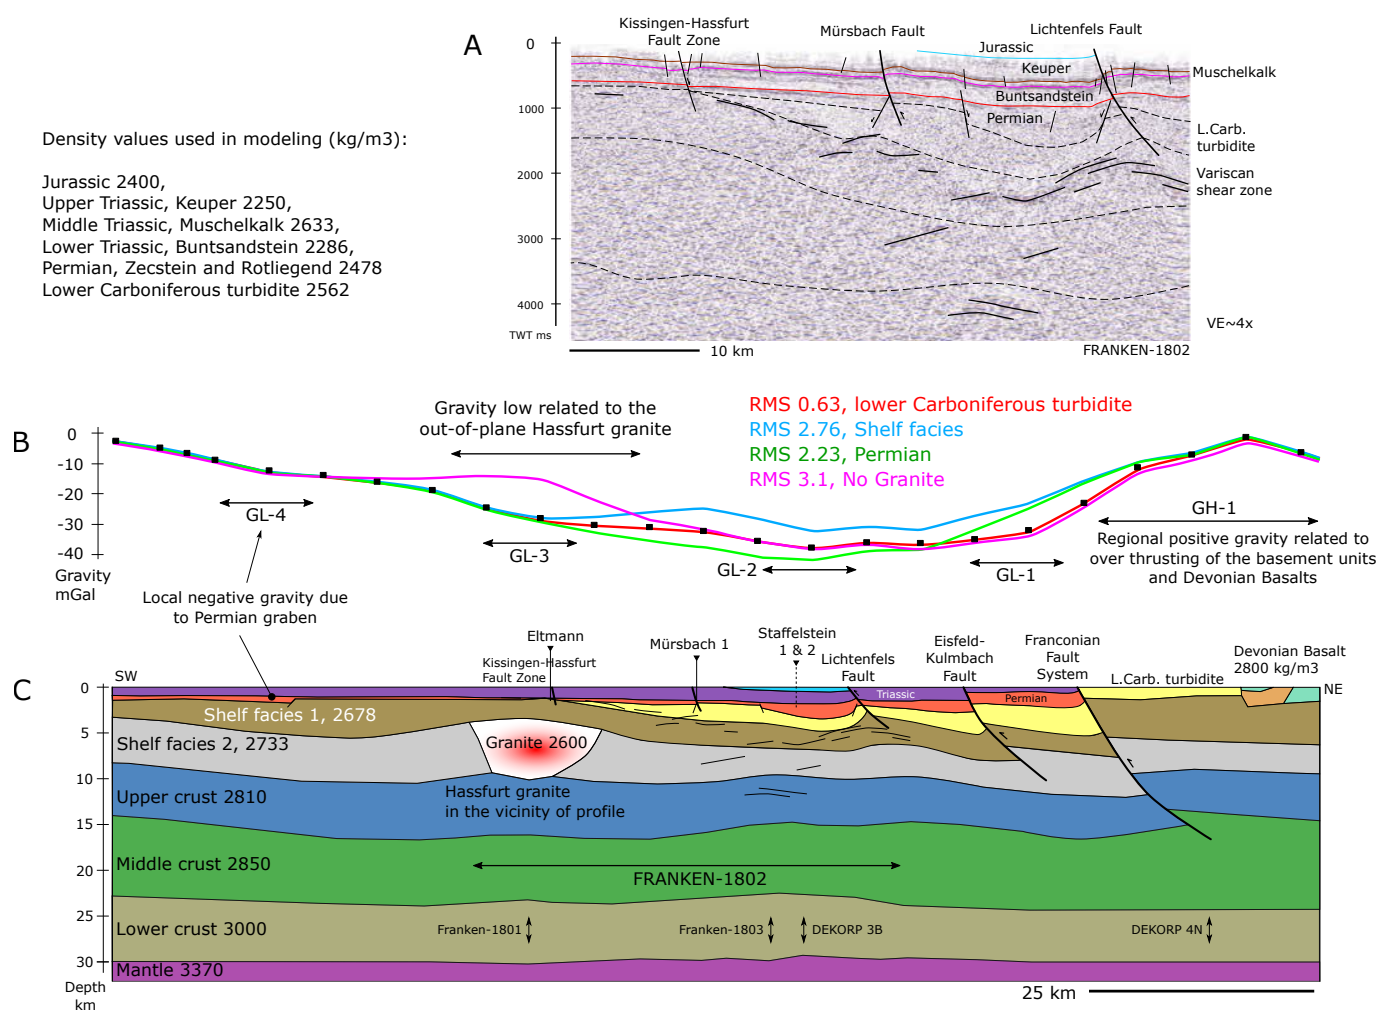 A
Kissingen-Hassfurt
Fault Zone
Mürsbach Fault
Lichtenfels Fault
Jurassic
Keuper
Muschelkalk
Buntsandstein
Permian
L.Carb.
turbidite
Variscan
shear zone
0
1000
2000
3000
4000
TWT ms
VE~4x
10 km
FRANKEN-1802
Density values used in modeling (kg/m3):
Jurassic 2400,
Upper Triassic, Keuper 2250,
Middle Triassic, Muschelkalk 2633,
Lower Triassic, Buntsandstein 2286,
Permian, Zecstein and Rotliegend 2478
Lower Carboniferous turbidite 2562
B
0
-10
-20
-30
-40
Gravity
mGal
Gravity low related to the
out-of-plane Hassfurt granite
RMS 0.63, lower Carboniferous turbidite
RMS 2.76, Shelf facies
RMS 2.23, Permian
RMS 3.1, No Granite
GL-4
GL-3
GL-2
GL-1
GH-1
Regional positive gravity related to
over thrusting of the basement units
and Devonian Basalts
Local negative gravity due
to Permian graben
C
SW
Eltmann
Kissingen-Hassfurt
Fault Zone
Mürsbach 1
Staffelstein
1 & 2
Lichtenfels
Fault
Eisfeld-
Kulmbach
Fault
Franconian
Fault
System
L.Carb. turbidite
Devonian Basalt
2800 kg/m3
NE
0
5
10
15
20
25
30
Depth
km
Triassic
Permian
Shelf facies 1, 2678
Shelf facies 2, 2733
Granite 2600
Hassfurt granite
in the vicinity of profile
Upper crust 2810
Middle crust 2850
FRANKEN-1802
Lower crust 3000
Franken-1801
Franken-1803
DEKORP 3B
DEKORP 4N
Mantle 3370
25 km